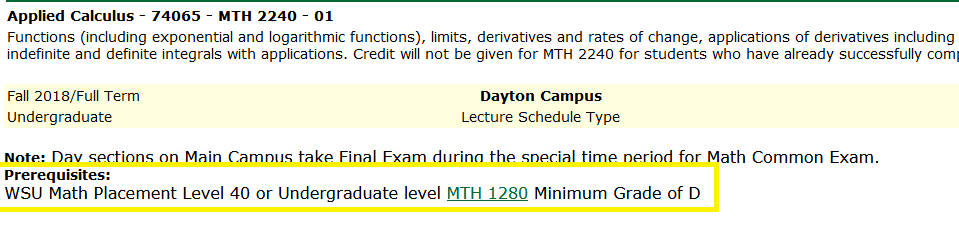 Applied Calculus - 74065 - MTH 2240 - 01
Functions (including exponential and logarithmic functions), limits, derivatives and rates of change, applications of derivatives including
indefinite and definite integrals with applications. Credit will not be given for MTH 2240 for students who have already successfully comp
Fall 2018/Full Term Dayton Campus
Undergraduate Lecture Schedule Type
Note: Day sections on Main Campus take Final Exam during the special time period for Math Common Exam.
Prerequisites:
WSU Math Placement Level 40 or Undergraduate level MTH 1280 Minimum Grade of D